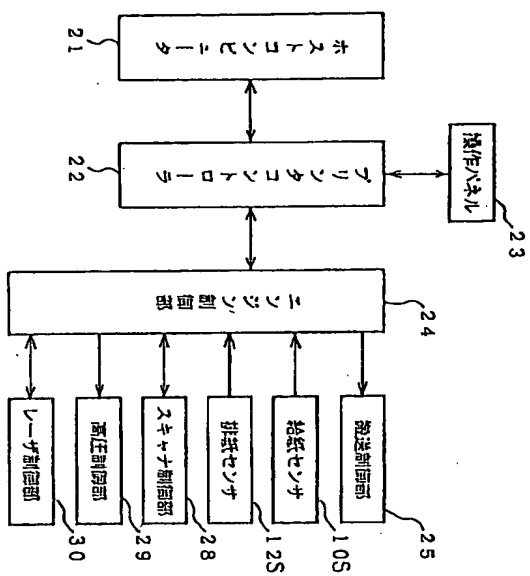 操作パネル
23
ホストコンピュータ
21
プリンタコントローラ
22
エンジン制御部
24
搬送制御部
25
給紙センサ
10S
排紙センサ
12S
スキャナ制御部
28
高圧制御部
29
レーザ制御部
30